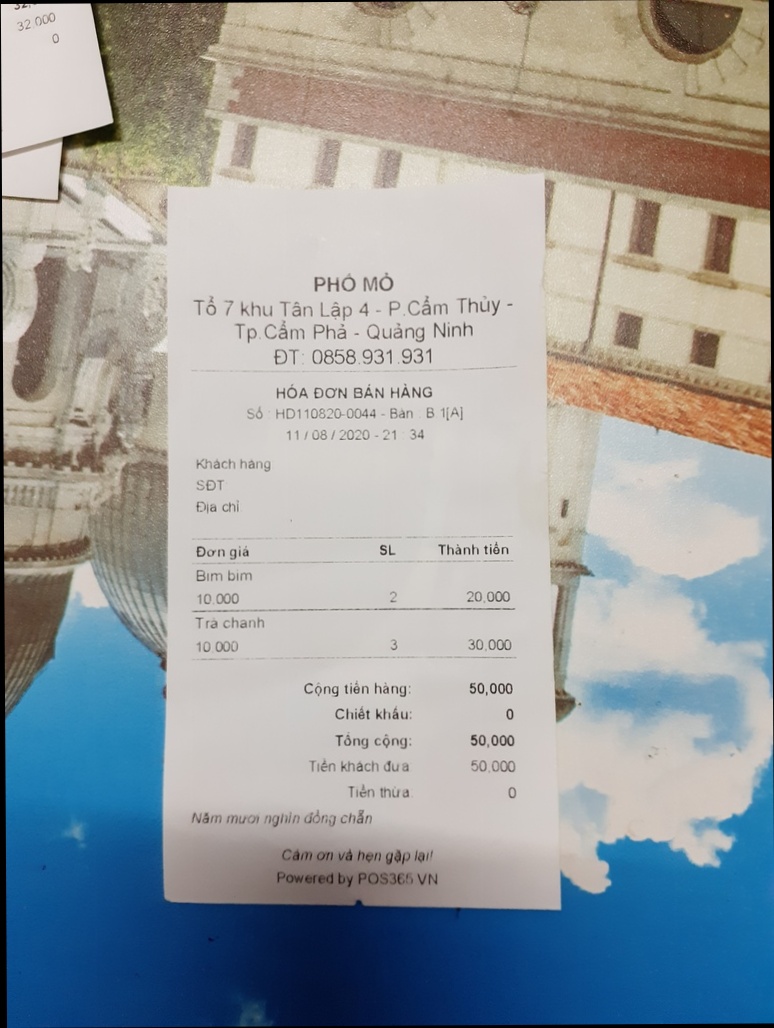 32,000
0
PHỐ MỎ
Tổ 7 khu Tân Lập 4 - P.Cẩm Thủy -
Tp.Cẩm Phả - Quảng Ninh
ĐT: 0858.931.931
HÓA ĐƠN BÁN HÀNG
Số : HD110820-0044 - Bàn : B 1[A]
11 / 08 / 2020 - 21 : 34
Khách hàng
SĐT
Địa chỉ
Đơn giá SL Thành tiền
Bim bim
10,000 2 20,000
Trà chanh
10,000 3 30,000
Cộng tiền hàng: 50,000
Chiết khấu: 0
Tổng cộng: 50,000
Tiền khách đưa 50,000
Tiền thừa 0
Năm mươi nghìn đồng chẵn
Cám ơn và hẹn gặp lại!
Powered by POS365.VN